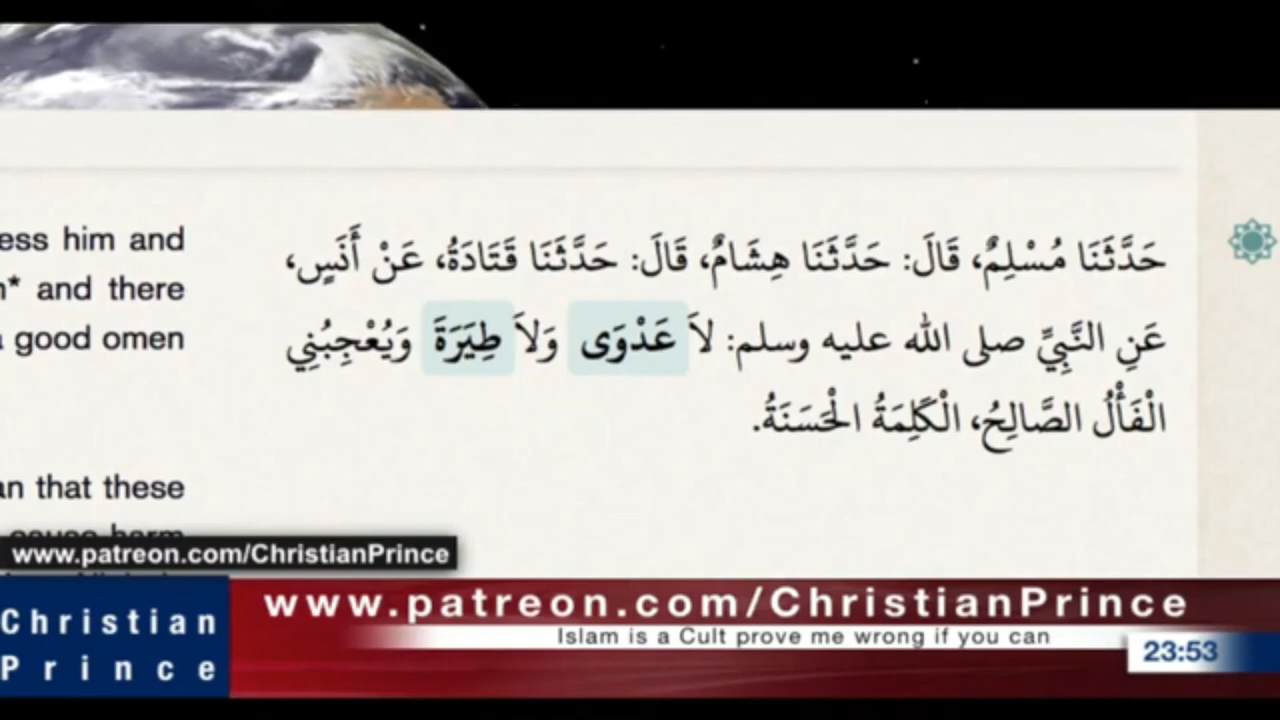 حَدَّثَنَا مُسْلِمٌ، قَالَ: حَدَّثَنَا هِشَامٌ، قَالَ: حَدَّثَنَا قَتَادَةُ، عَنْ أَنَسٍ،
عَنِ النَّبِيِّ صلى الله عليه وسلم: لاَ عَدْوَى وَلاَ طِيَرَةَ وَيُعْجِبُنِي
الْفَأْلُ الصَّالِحُ، الْكَلِمَةُ الْحَسَنَةُ.
ess him and
* and there
good omen
an that these
cause harm
www.patreon.com/ChristianPrince
Christian
Prince
www.patreon.com/ChristianPrince
Islam is a Cult prove me wrong if you can
23:53